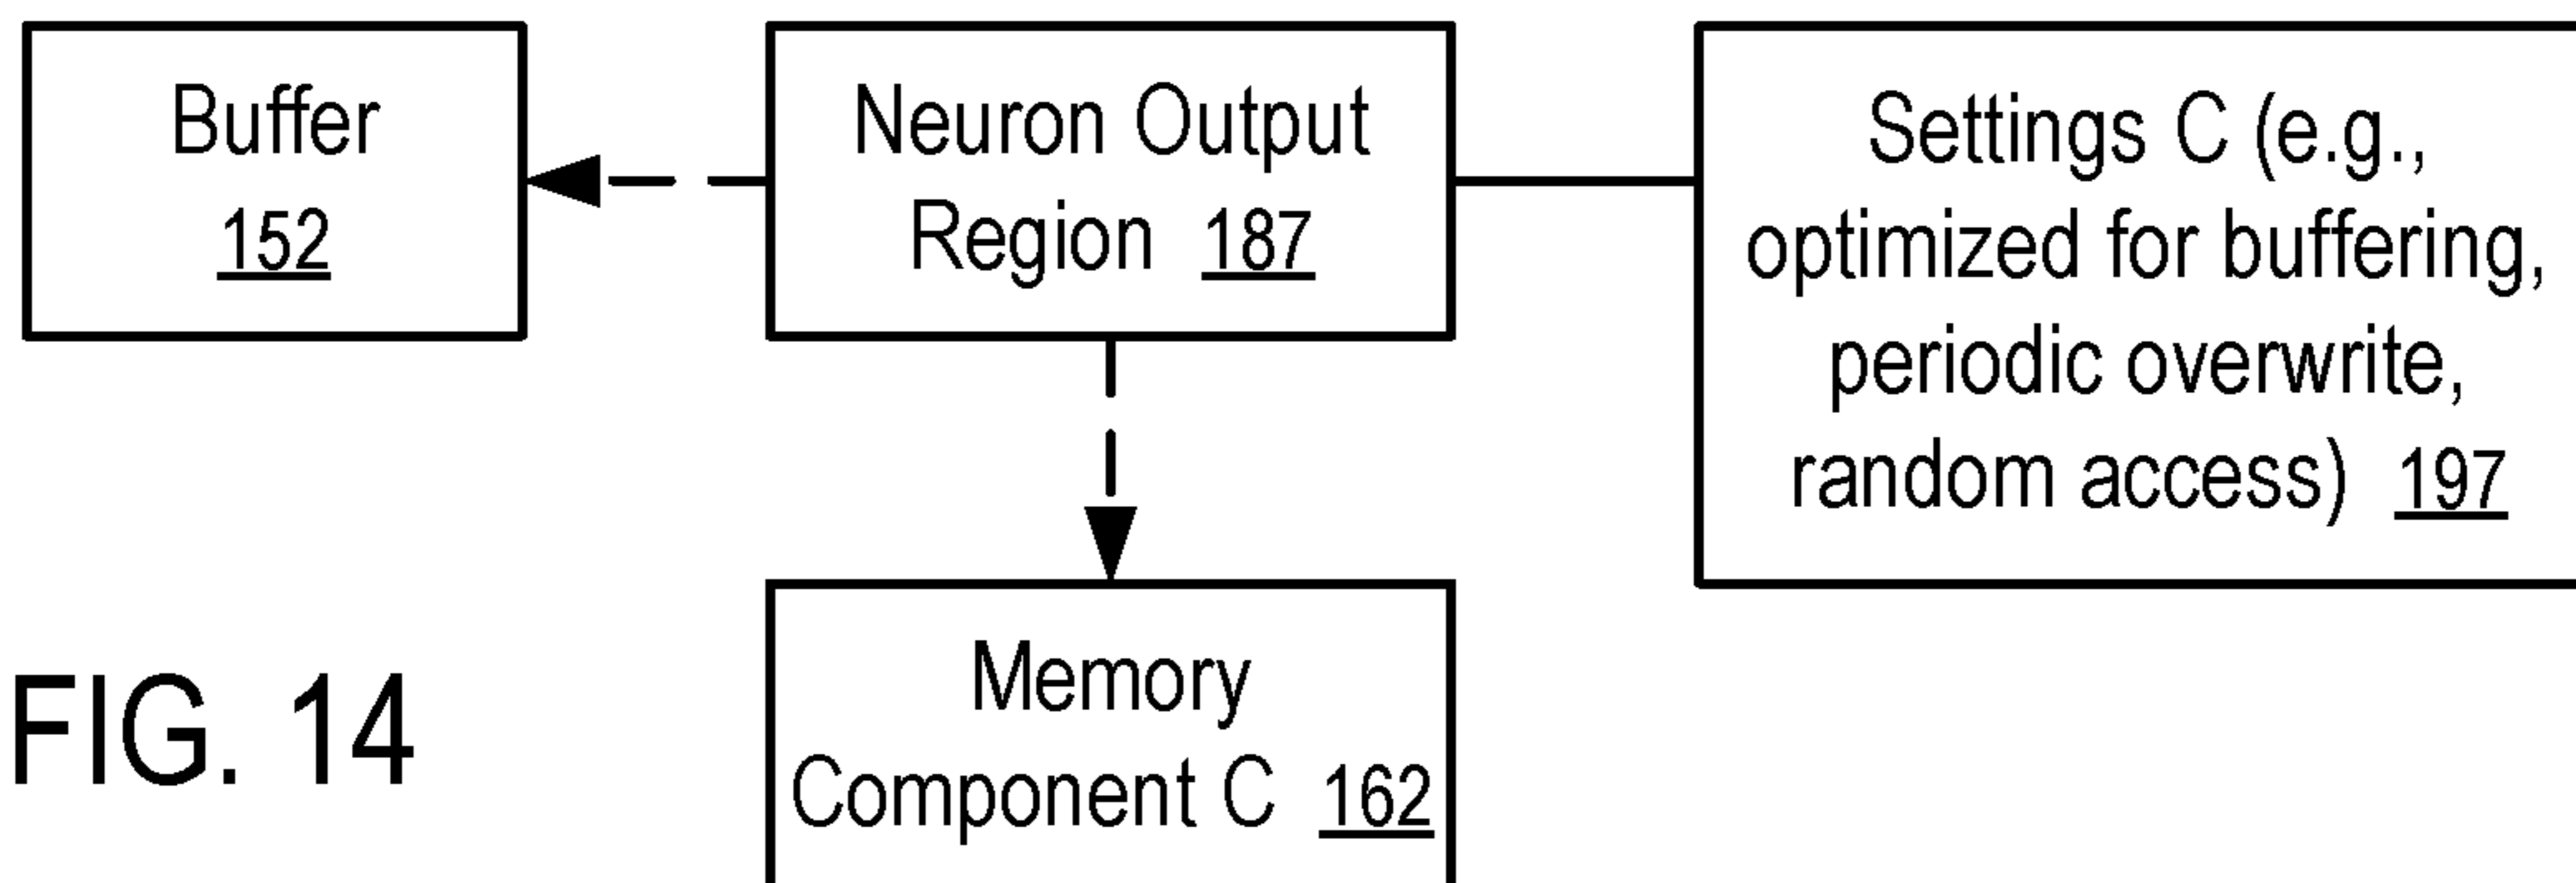 Buffer
152
Neuron Output
Region 187
Settings C (e.g.,
optimized for buffering,
periodic overwrite,
random access) 197
Memory
Component C 162
FIG. 14